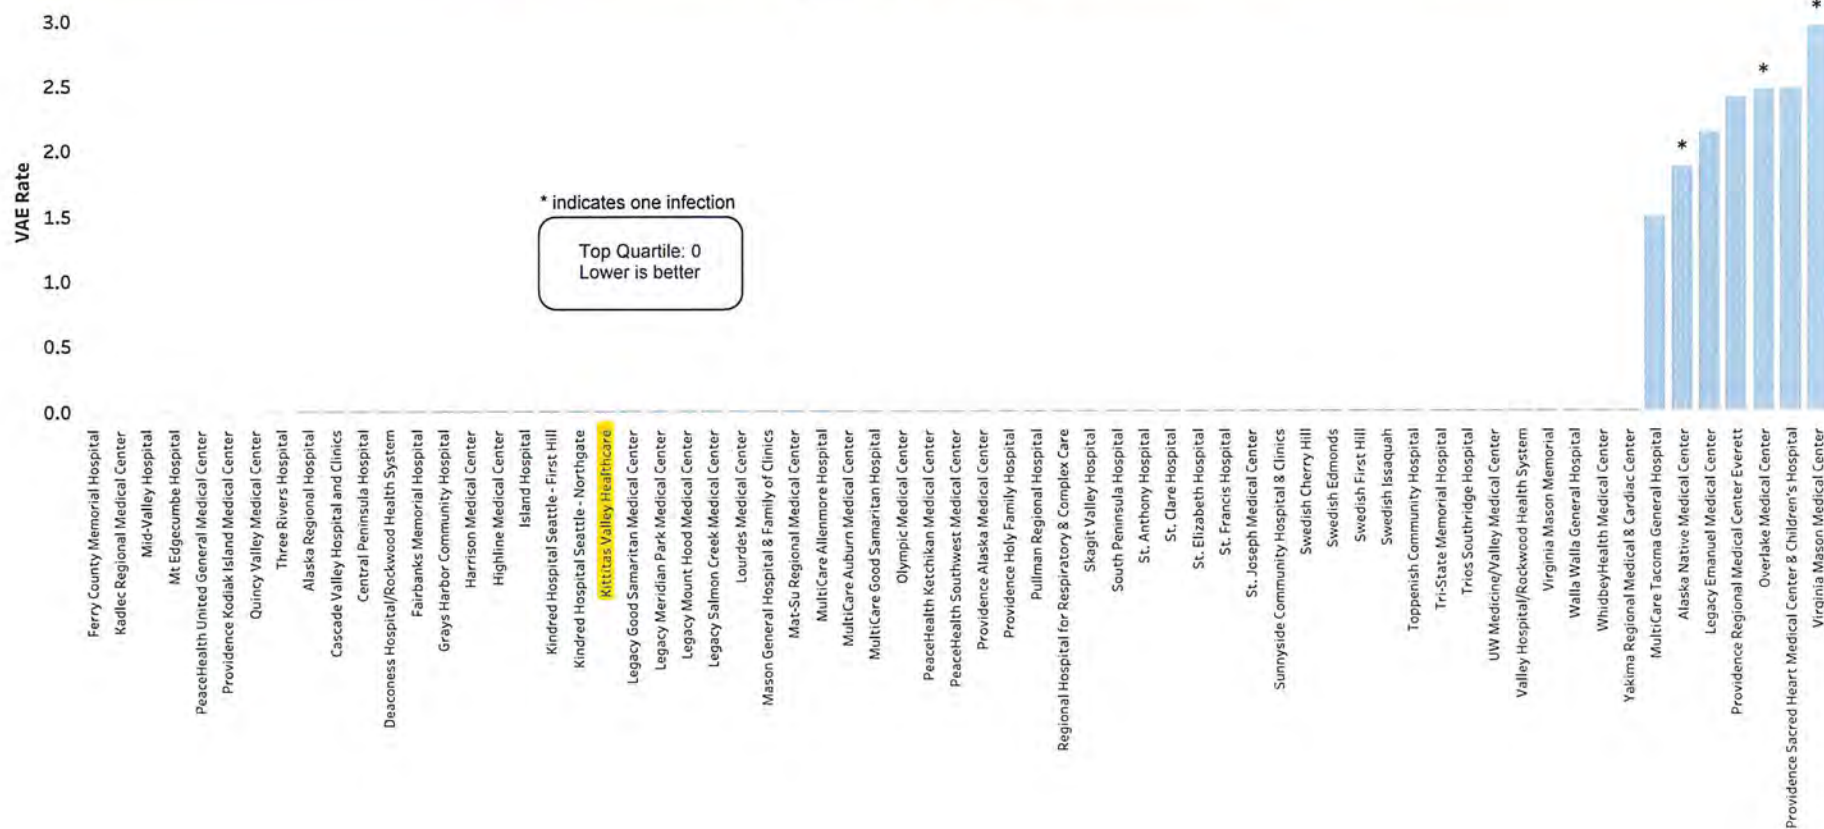 3.0
2.5
2.0
1.5
1.0
0.5
0.0
VAE Rate
* indicates one infection
Top Quartile: 0
Lower is better
*
*
*
Ferry County Memorial Hospital
Kadlec Regional Medical Center
Mid-Valley Hospital
Mt Edgecumbe Hospital
PeaceHealth United General Medical Center
Providence Kodiak Island Medical Center
Quincy Valley Medical Center
Three Rivers Hospital
Alaska Regional Hospital
Cascade Valley Hospital and Clinics
Central Peninsula Hospital
Deaconess Hospital/Rockwood Health System
Fairbanks Memorial Hospital
Grays Harbor Community Hospital
Harrison Medical Center
Highline Medical Center
Island Hospital
Kindred Hospital Seattle - First Hill
Kindred Hospital Seattle - Northgate
Kittitas Valley Healthcare
Legacy Good Samaritan Medical Center
Legacy Meridian Park Medical Center
Legacy Mount Hood Medical Center
Legacy Salmon Creek Medical Center
Lourdes Medical Center
Mason General Hospital & Family of Clinics
Mat-Su Regional Medical Center
MultiCare Allenmore Hospital
MultiCare Auburn Medical Center
MultiCare Good Samaritan Hospital
Olympic Medical Center
PeaceHealth Ketchikan Medical Center
PeaceHealth Southwest Medical Center
Providence Alaska Medical Center
Providence Holy Family Hospital
Pullman Regional Hospital
Regional Hospital for Respiratory & Complex Care
Skagit Valley Hospital
South Peninsula Hospital
St. Anthony Hospital
St. Clare Hospital
St. Elizabeth Hospital
St. Francis Hospital
St. Joseph Medical Center
Sunnyside Community Hospital & Clinics
Swedish Cherry Hill
Swedish Edmonds
Swedish First Hill
Swedish Issaquah
Toppenish Community Hospital
Tri-State Memorial Hospital
Trios Southridge Hospital
UW Medicine/Valley Medical Center
Valley Hospital/Rockwood Health System
Virginia Mason Memorial
Walla Walla General Hospital
WhidbeyHealth Medical Center
Yakima Regional Medical & Cardiac Center
MultiCare Tacoma General Hospital
Alaska Native Medical Center
Legacy Emanuel Medical Center
Providence Regional Medical Center Everett
Overlake Medical Center
Providence Sacred Heart Medical Center & Children's Hospital
Virginia Mason Medical Center